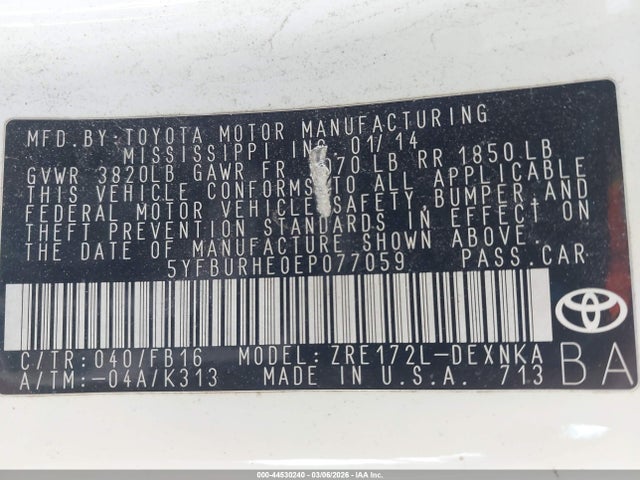 MFD.BY: TOYOTA MOTOR MANUFACTURING
MISSISSIPPI INC. 01/14
GVWR 3820LB GAWR FR 070 LB RR 1850LB
THIS VEHICLE CONFORMS TO ALL APPLICABLE
FEDERAL MOTOR VEHICLE SAFETY, BUMPER, AND
THEFT PREVENTION STANDARDS IN EFFECT ON
THE DATE OF MANUFACTURE SHOWN ABOVE.
5YFBURHE0EP077059 PASS.CAR
C/TR: 040/FB16 MODEL: ZRE172L-DEXNKA
A/TM:-04A/K313 MADE IN U.S.A. 713
BA
000-44530240 - 03/06/2026 - IAA Inc.